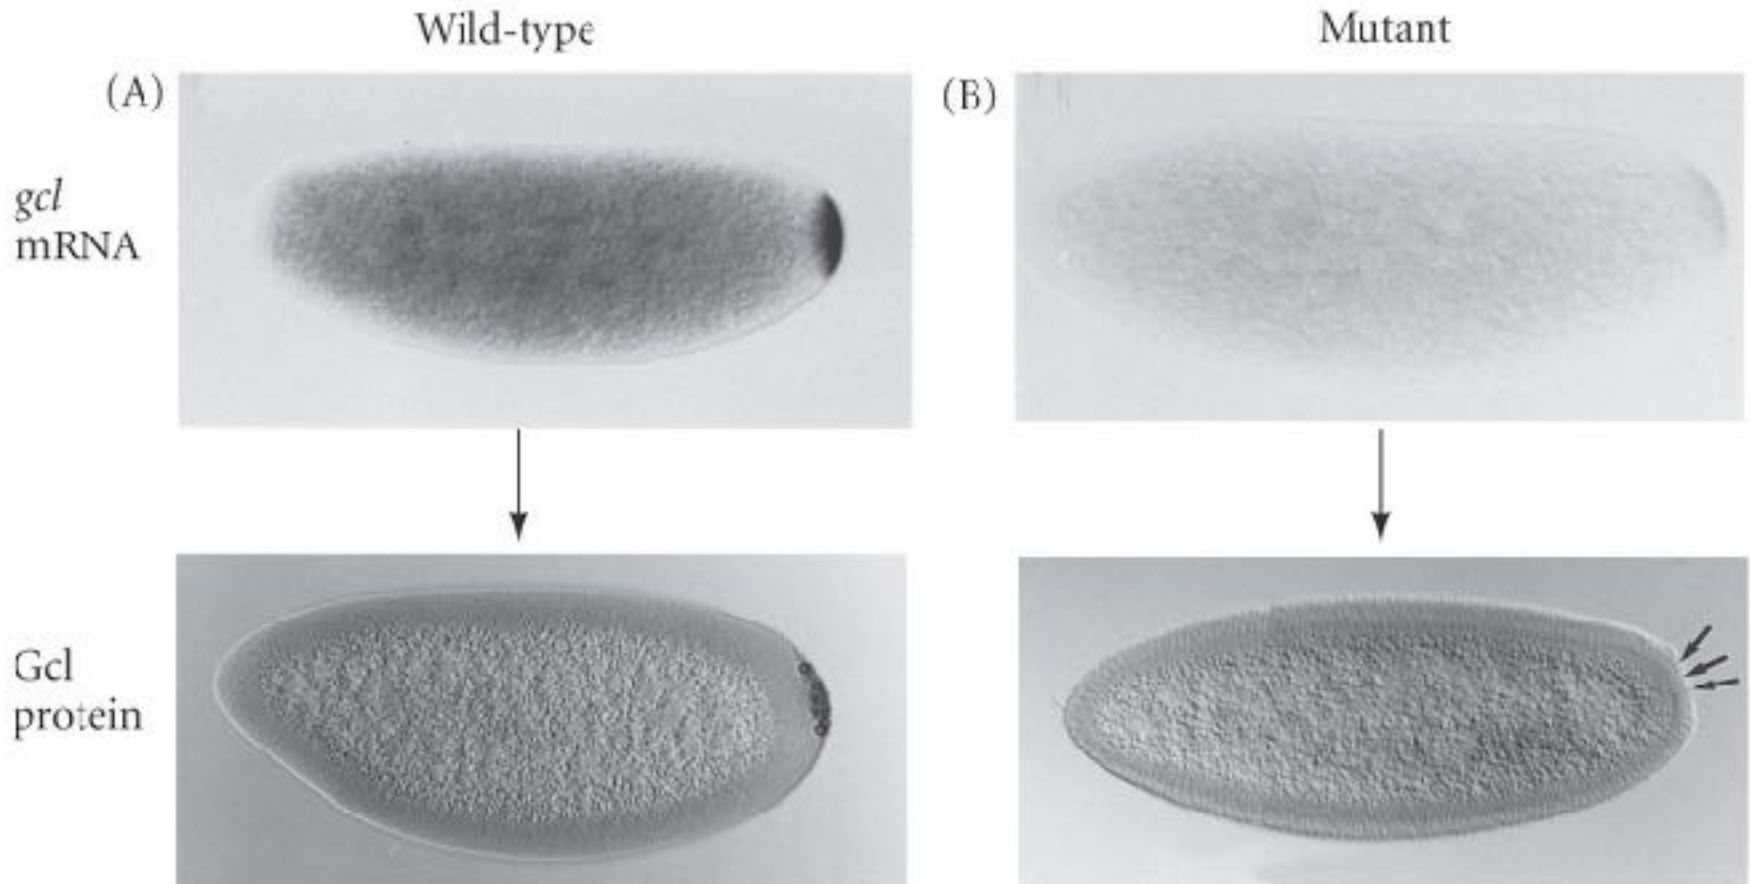 Wild-type
Mutant
(A)
(B)
gcl
mRNA
Gcl
protein